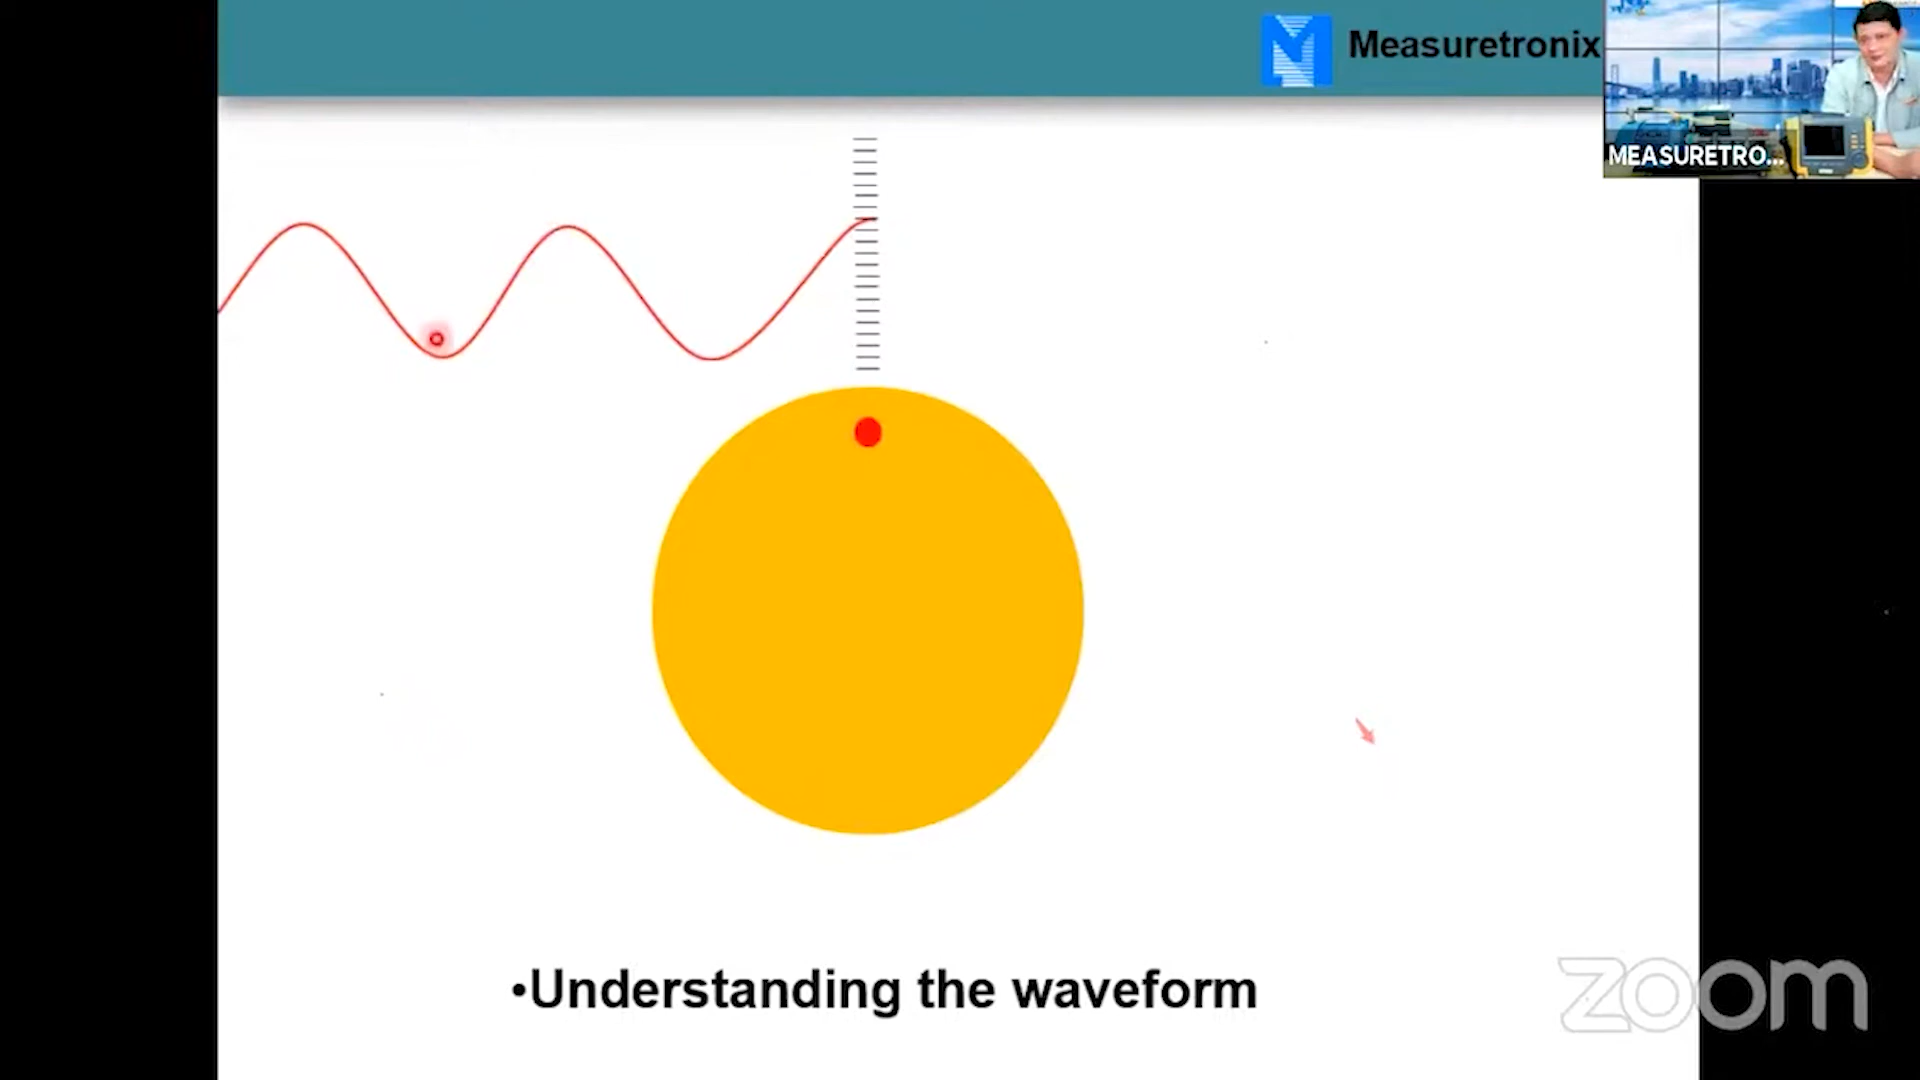 Measuretronix
MEASURETRO...
•Understanding the waveform
zoom